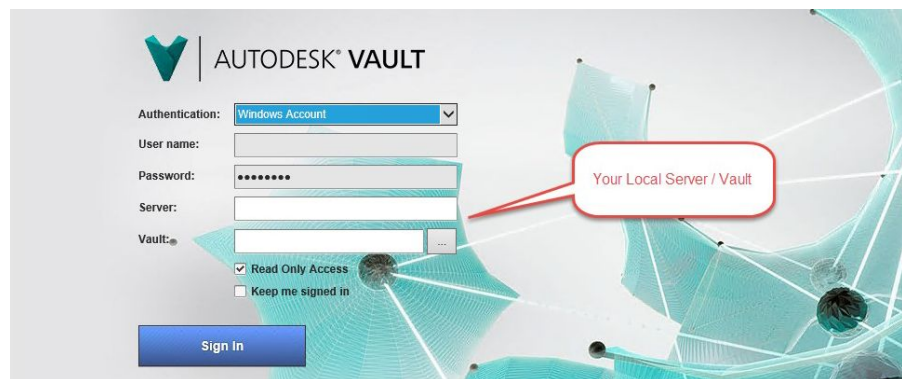 AUTODESK® VAULT
Authentication: Windows Account
User name:
Password: ●●●●●●●●
Server:
Your Local Server / Vault
Vault: ...
Read Only Access
Keep me signed in
Sign In